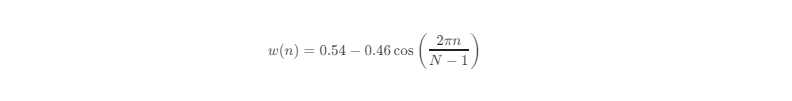 w(n) = 0.54 − 0.46 cos (2πn / N − 1)